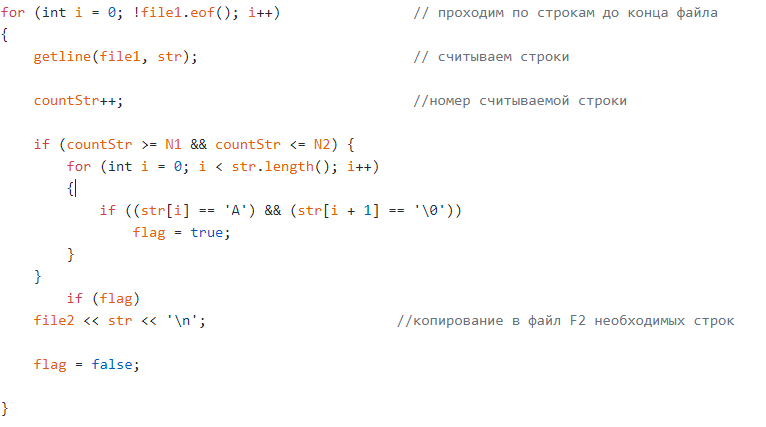 for (int i = 0; !file1.eof(); i++) // проходим по строкам до конца файла
{
getline(file1, str); // считываем строки
countStr++; //номер считываемой строки
if (countStr >= N1 && countStr <= N2) {
for (int i = 0; i < str.length(); i++)
{
if ((str[i] == 'A') && (str[i + 1] == '\0'))
flag = true;
}
}
if (flag)
file2 << str << '\n'; //копирование в файл F2 необходимых строк
flag = false;
}